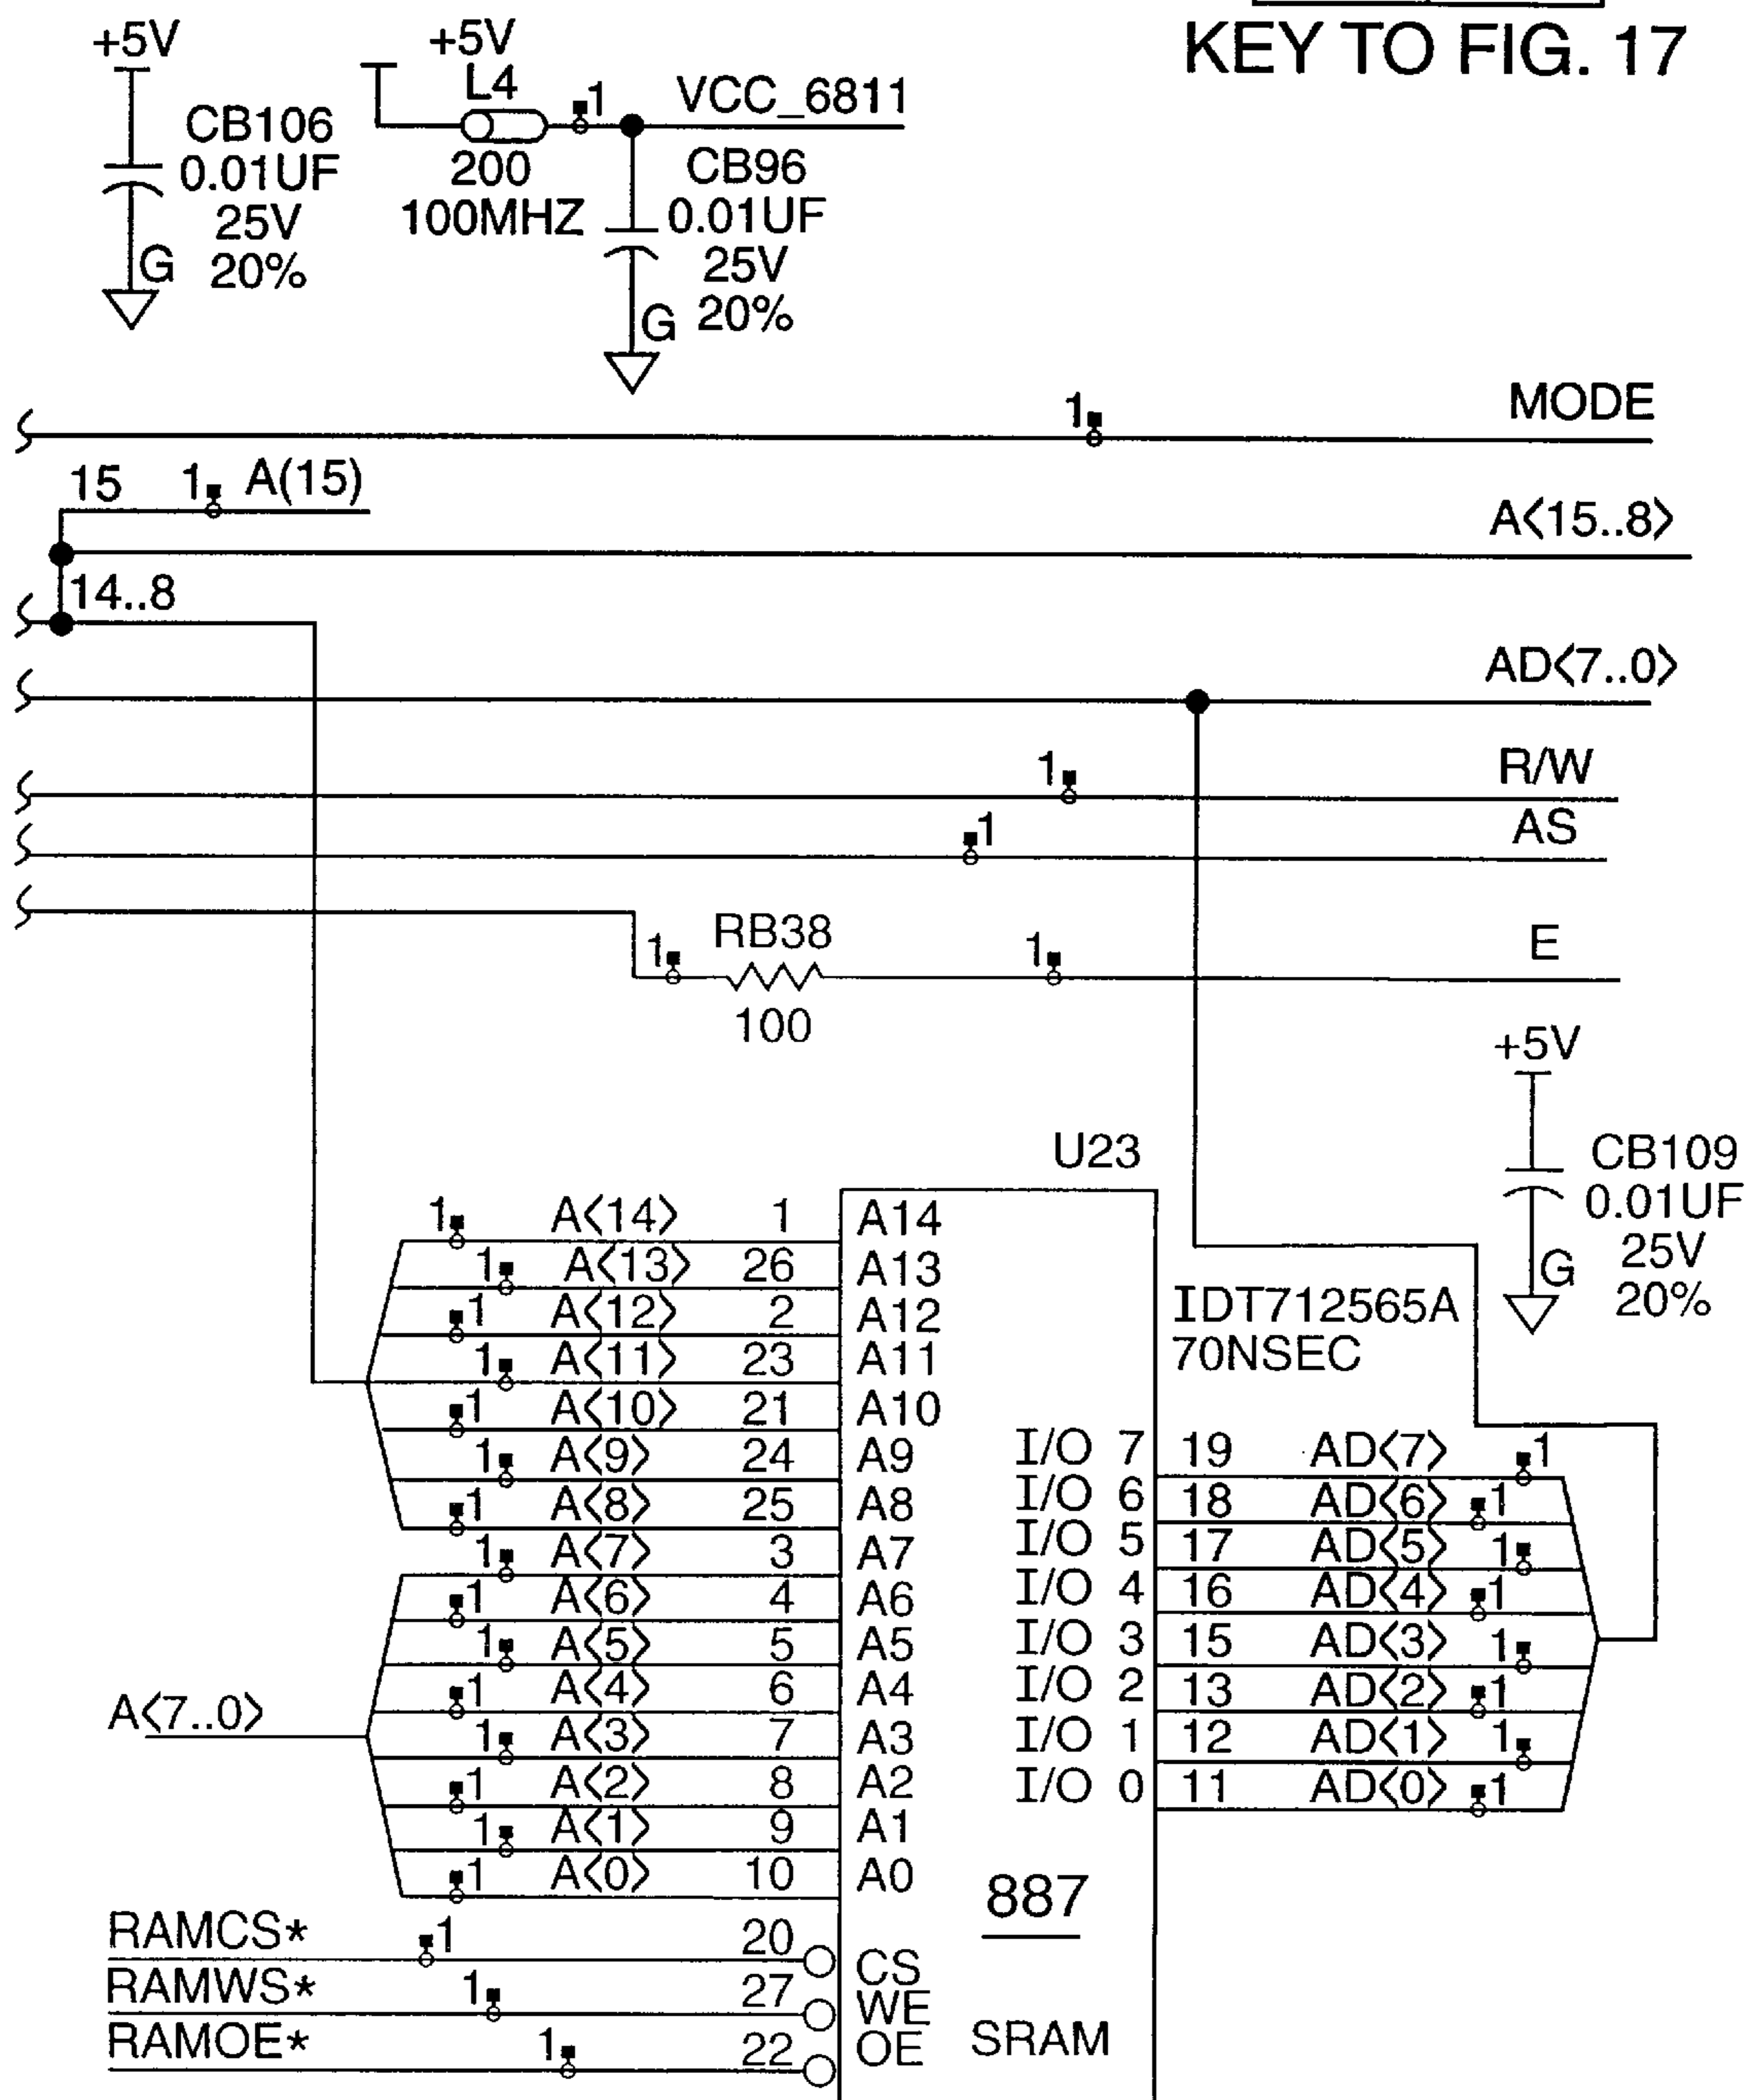 KEY TO FIG. 17
+5V
CB106
0.01UF
25V
20%
G
+5V
L4
200
100MHZ
1
VCC_6811
CB96
0.01UF
25V
20%
G
1
MODE
15 1 A(15)
A<15..8>
14..8
AD<7..0>
1
R/W
1
AS
1 RB38 1
100
E
+5V
CB109
0.01UF
25V
20%
G
U23
IDT712565A
70NSEC
1 A<14> 1 A14
1 A<13> 26 A13
1 A<12> 2 A12
1 A<11> 23 A11
1 A<10> 21 A10
1 A<9> 24 A9
1 A<8> 25 A8
1 A<7> 3 A7
1 A<6> 4 A6
1 A<5> 5 A5
1 A<4> 6 A4
A<7..0>
1 A<3> 7 A3
1 A<2> 8 A2
1 A<1> 9 A1
1 A<0> 10 A0
I/O 7 19 AD<7> 1
I/O 6 18 AD<6> 1
I/O 5 17 AD<5> 1
I/O 4 16 AD<4> 1
I/O 3 15 AD<3> 1
I/O 2 13 AD<2> 1
I/O 1 12 AD<1> 1
I/O 0 11 AD<0> 1
887
RAMCS* 1 20 CS
RAMWS* 1 27 WE
RAMOE* 1 22 OE
SRAM